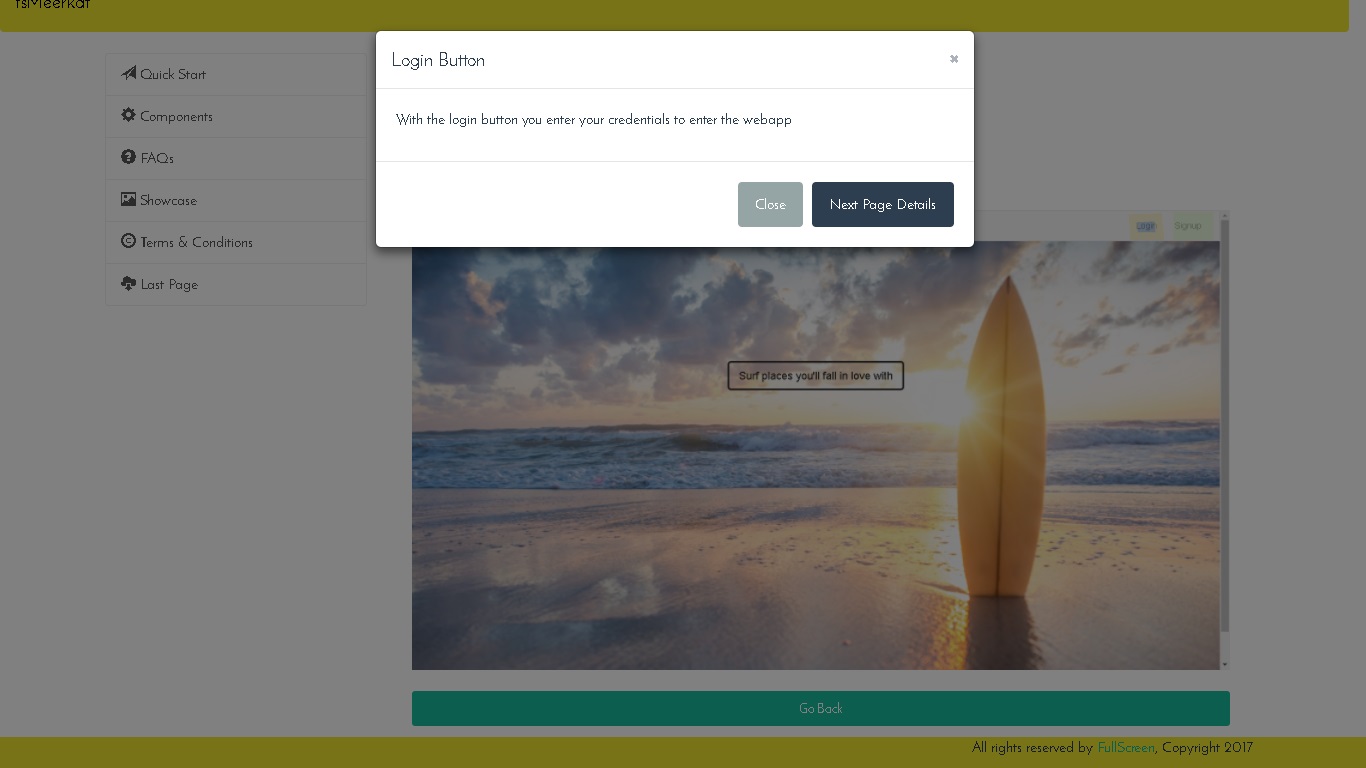 fsMeerkat
Login Button
×
With the login button you enter your credentials to enter the webapp
Close
Next Page Details
Quick Start
Components
FAQs
Showcase
Terms & Conditions
Last Page
Login Signup
Surf places you'll fall in love with
Go Back
All rights reserved by FullScreen, Copyright 2017